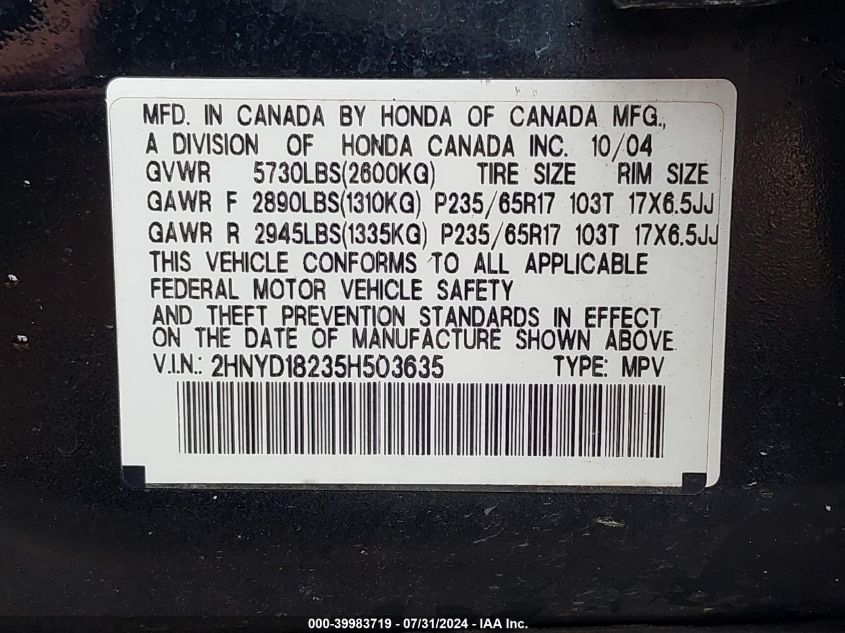 MFD. IN CANADA BY HONDA OF CANADA MFG.,
A DIVISION OF HONDA CANADA INC. 10/04
GVWR 5730LBS(2600KG) TIRE SIZE RIM SIZE
GAWR F 2890LBS(1310KG) P235/65R17 103T 17X6.5JJ
GAWR R 2945LBS(1335KG) P235/65R17 103T 17X6.5JJ
THIS VEHICLE CONFORMS TO ALL APPLICABLE
FEDERAL MOTOR VEHICLE SAFETY
AND THEFT PREVENTION STANDARDS IN EFFECT
ON THE DATE OF MANUFACTURE SHOWN ABOVE.
V.I.N.: 2HNYD18235H503635 TYPE: MPV
000-39983719 - 07/31/2024 - IAA Inc.